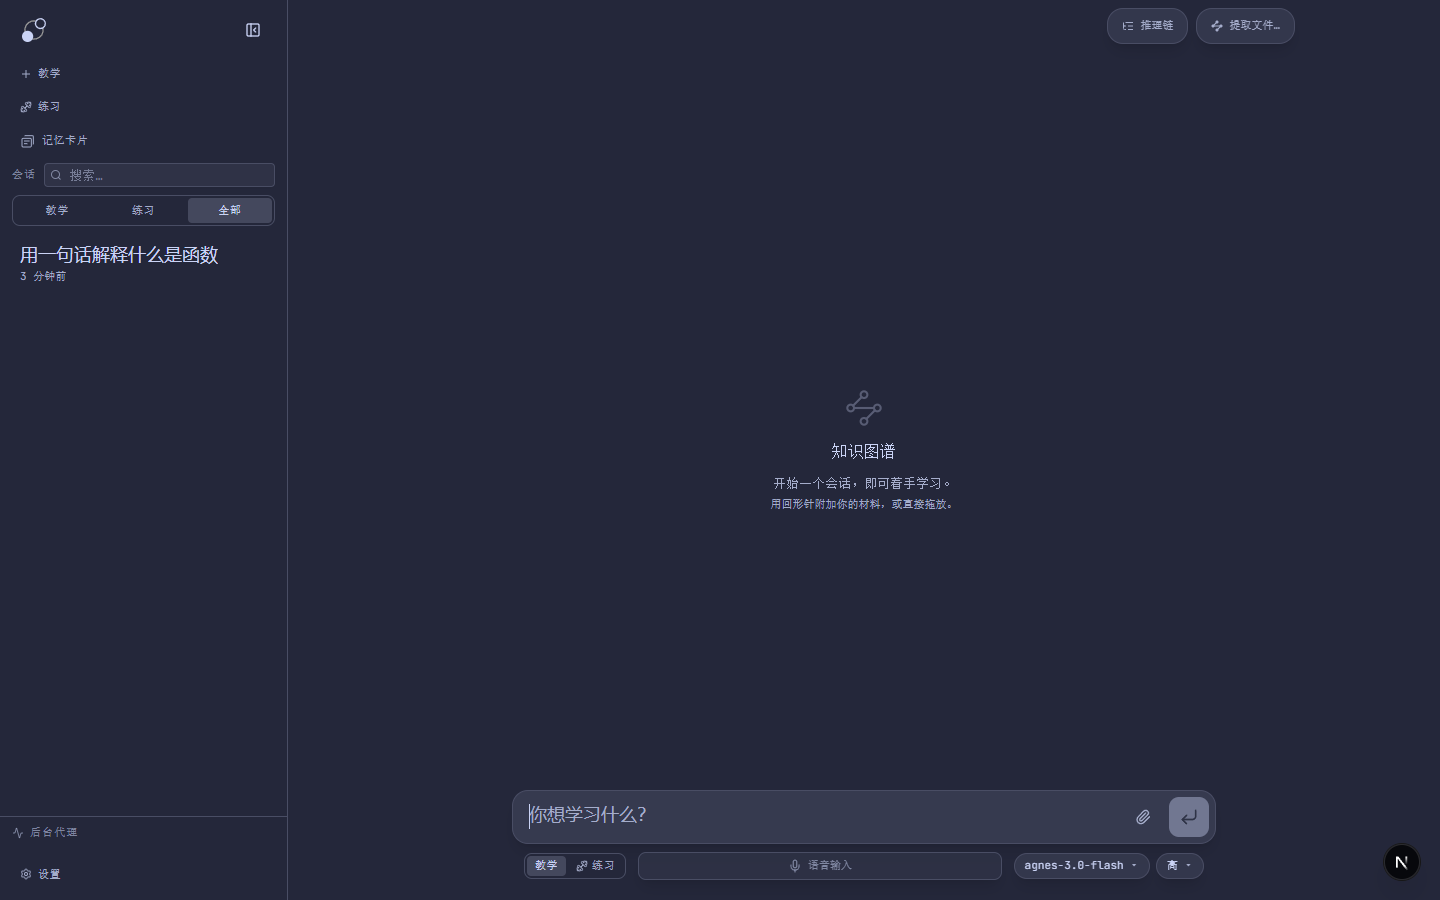 推理链
提取文件…
教学
练习
记忆卡片
会话
搜索…
教学
练习
全部
用一句话解释什么是函数
3 分钟前
知识图谱
开始一个会话，即可着手学习。
用回形针附加你的材料，或直接拖放。
你想学习什么？
教学
练习
语音输入
agnes-3.0-flash
高
后台代理
设置
N